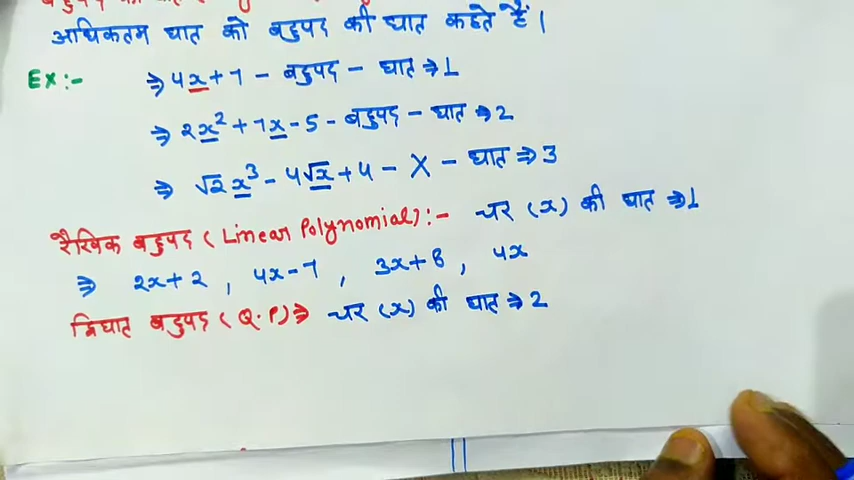 अधिकतम घात को बहुपद की घात कहते हैं।
Ex:- ⇒ 4x+7 - बहुपद - घात ⇒ 1
⇒ 2x² + 7x - 5 - बहुपद - घात ⇒ 2
⇒ √2 x³ - 4√x + 4 - X - घात ⇒ 3
रैखिक बहुपद (Linear Polynomial):- चर (x) की घात ⇒ 1
⇒ 2x+2, 4x-7, 3x+8, 4x
द्विघात बहुपद (Q.P) ⇒ चर (x) की घात ⇒ 2